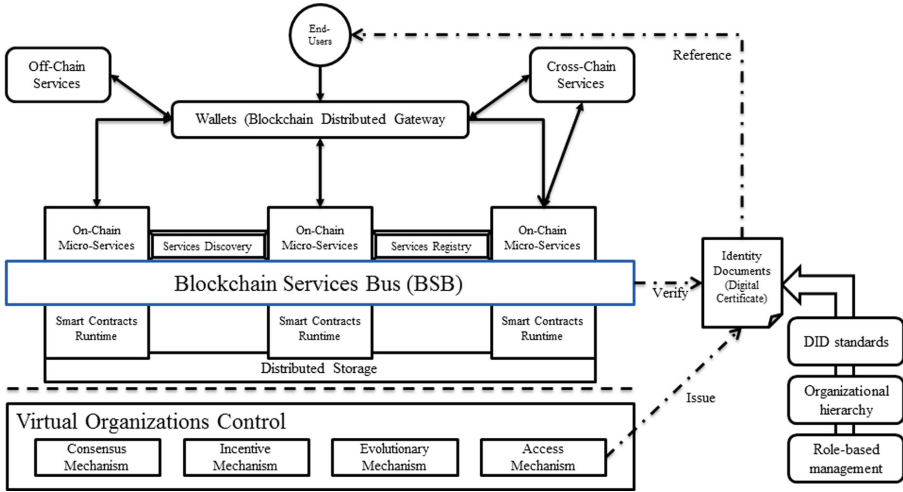 End-
Users
Reference
Off-Chain
Services
Cross-Chain
Services
Wallets (Blockchain Distributed Gateway
On-Chain
Micro-Services
Services Discovery
On-Chain
Micro-Services
Services Registry
On-Chain
Micro-Services
Identity
Documents
(Digital
Certificate)
Blockchain Services Bus (BSB)
Verify
Smart Contracts
Runtime
Smart Contracts
Runtime
Smart Contracts
Runtime
DID standards
Distributed Storage
Issue
Organizational
hierarchy
Virtual Organizations Control
Consensus
Mechanism
Incentive
Mechanism
Evolutionary
Mechanism
Access
Mechanism
Role-based
management